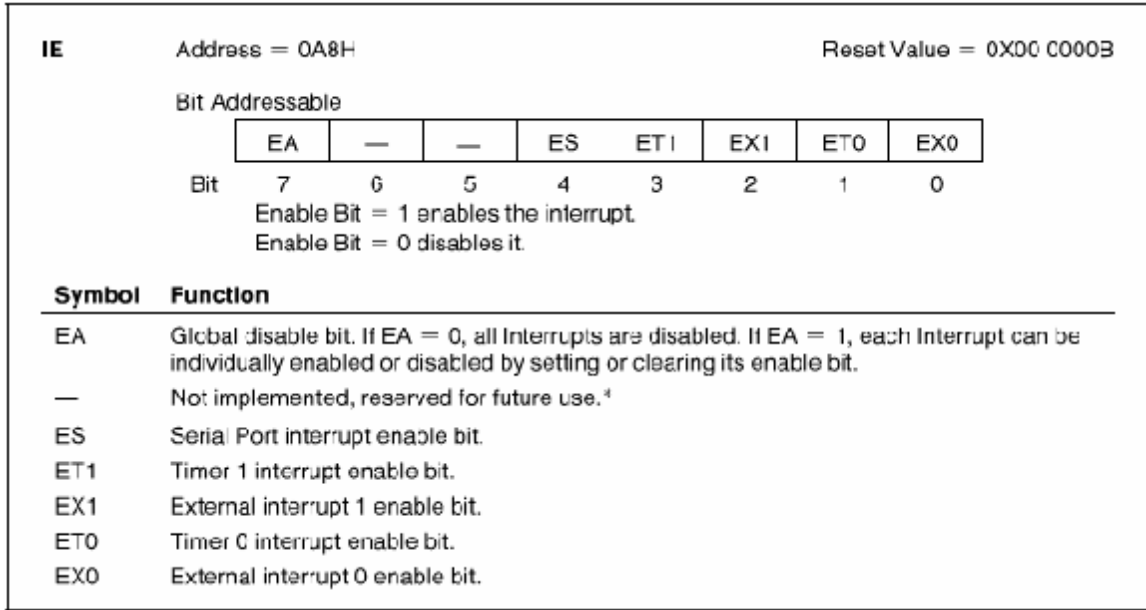 IE Address = 0A8H Reset Value = 0X00 0000B
Bit Addressable
EA — — ES ET1 EX1 ET0 EX0
Bit 7 6 5 4 3 2 1 0
Enable Bit = 1 enables the interrupt.
Enable Bit = 0 disables it.
Symbol Function
EA Global disable bit. If EA = 0, all Interrupts are disabled. If EA = 1, each Interrupt can be
individually enabled or disabled by setting or clearing its enable bit.
— Not implemented, reserved for future use.*
ES Serial Port interrupt enable bit.
ET1 Timer 1 interrupt enable bit.
EX1 External interrupt 1 enable bit.
ET0 Timer 0 interrupt enable bit.
EX0 External interrupt 0 enable bit.